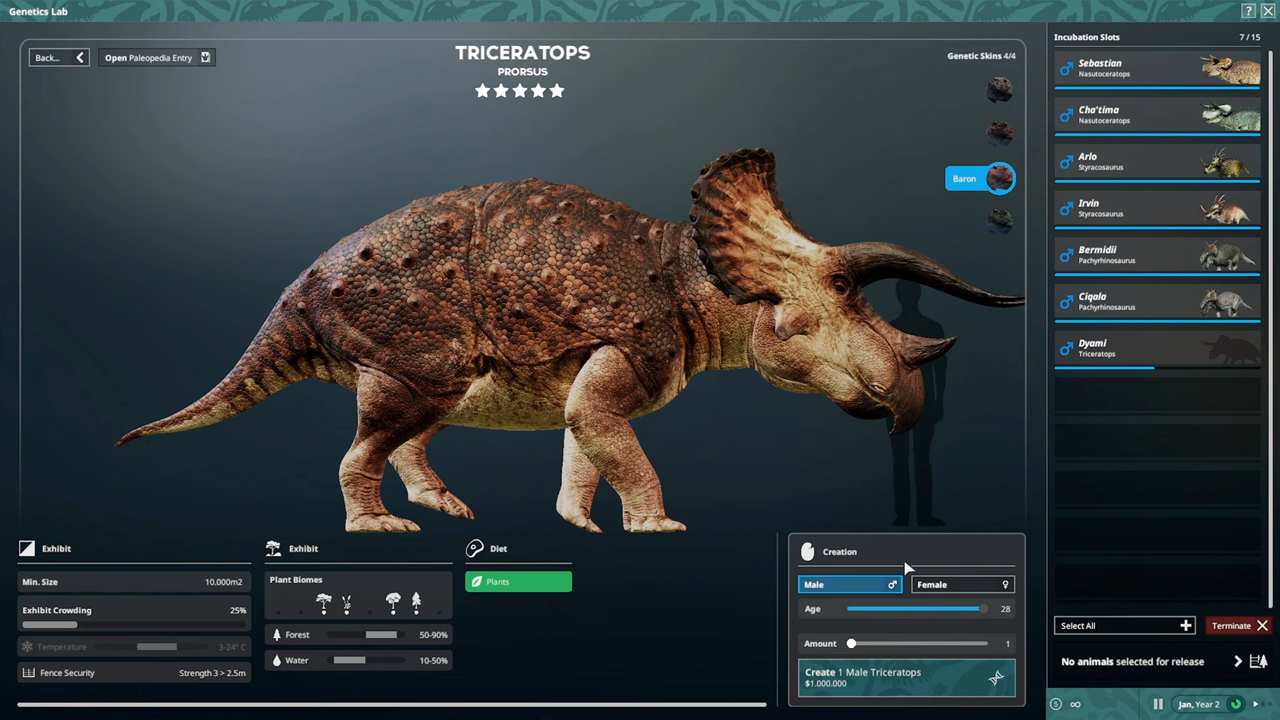 Genetics Lab
?
Back...
Open Paleopedia Entry
TRICERATOPS
PRORSUS
Genetic Skins 4/4
Baron
Incubation Slots 7 / 15
Sebastian
Nasutoceratops
Cha'tima
Nasutoceratops
Arlo
Styracosaurus
Irvin
Styracosaurus
Bermidii
Pachyrhinosaurus
Ciqala
Pachyrhinosaurus
Dyami
Triceratops
Exhibit
Min. Size 10.000m2
Exhibit Crowding 25%
Temperature 3-24° C
Fence Security Strength 3 > 2.5m
Exhibit
Plant Biomes
Forest 50-90%
Water 10-50%
Diet
Plants
Creation
Male ♂ Female ♀
Age 28
Amount 1
Create 1 Male Triceratops
$1.000.000
Select All
Terminate
No animals selected for release
$ ∞
Jan, Year 2